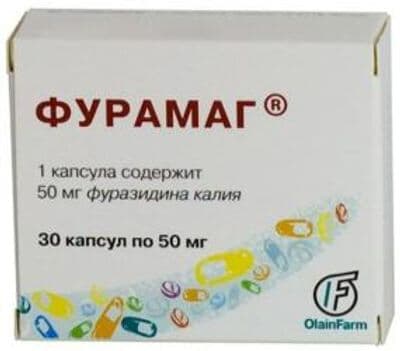 ФУРАМАГ®
1 капсула содержит
50 мг фуразидина калия
30 капсул по 50 мг
OlainFarm